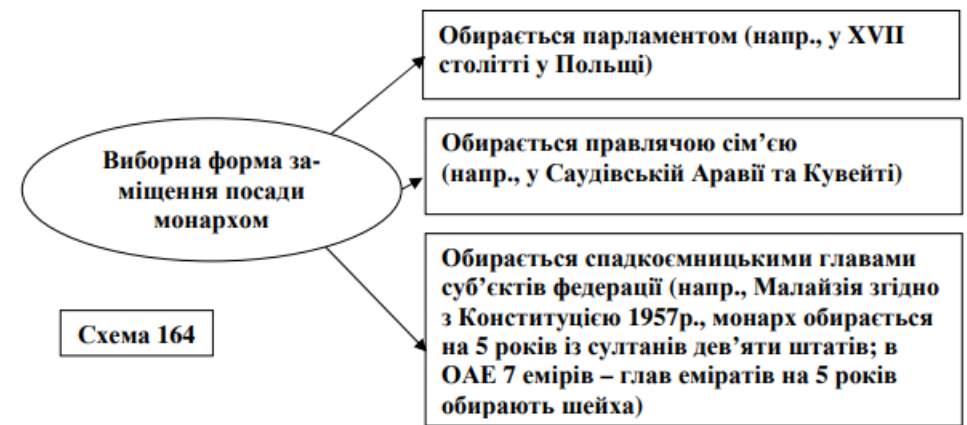 Обирається парламентом (напр., у XVII
столітті у Польщі)
Виборна форма за-
міщення посади
монархом
Обирається правлячою сім’єю
(напр., у Саудівській Аравії та Кувейті)
Обирається спадкоємницькими главами
суб’єктів федерації (напр., Малайзія згідно
з Конституцією 1957р., монарх обирається
на 5 років із султанів дев’яти штатів; в
ОАЕ 7 емірів – глав еміратів на 5 років
обирають шейха)
Схема 164